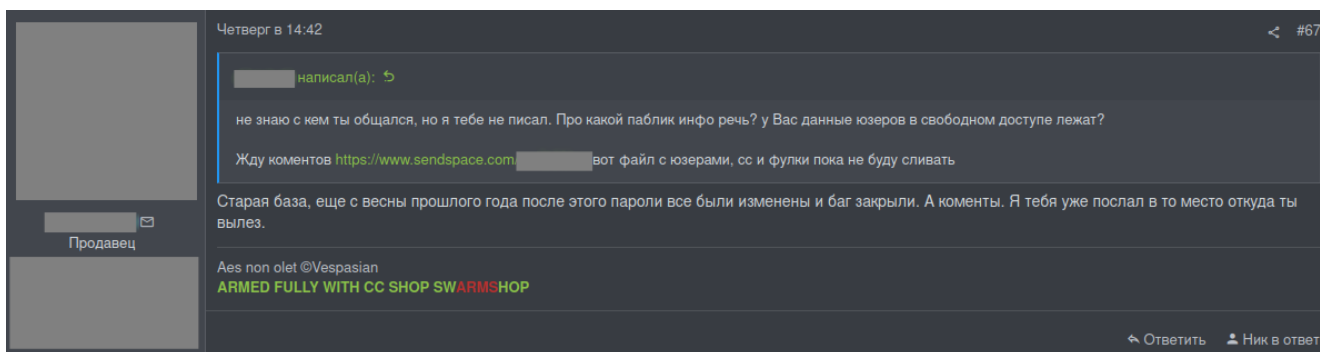 Четверг в 14:42
#67
написал(а):
не знаю с кем ты общался, но я тебе не писал. Про какой паблик инфо речь? у Вас данные юзеров в свободном доступе лежат?
Жду коментов https://www.sendspace.com/ вот файл с юзерами, сс и фулки пока не буду сливать
Старая база, еще с весны прошлого года после этого пароли все были изменены и баг закрыли. А коменты. Я тебя уже послал в то место откуда ты
вылез.
Продавец
Aes non olet ©Vespasian
ARMED FULLY WITH CC SHOP SWARMSHOP
Ответить Ник в ответ